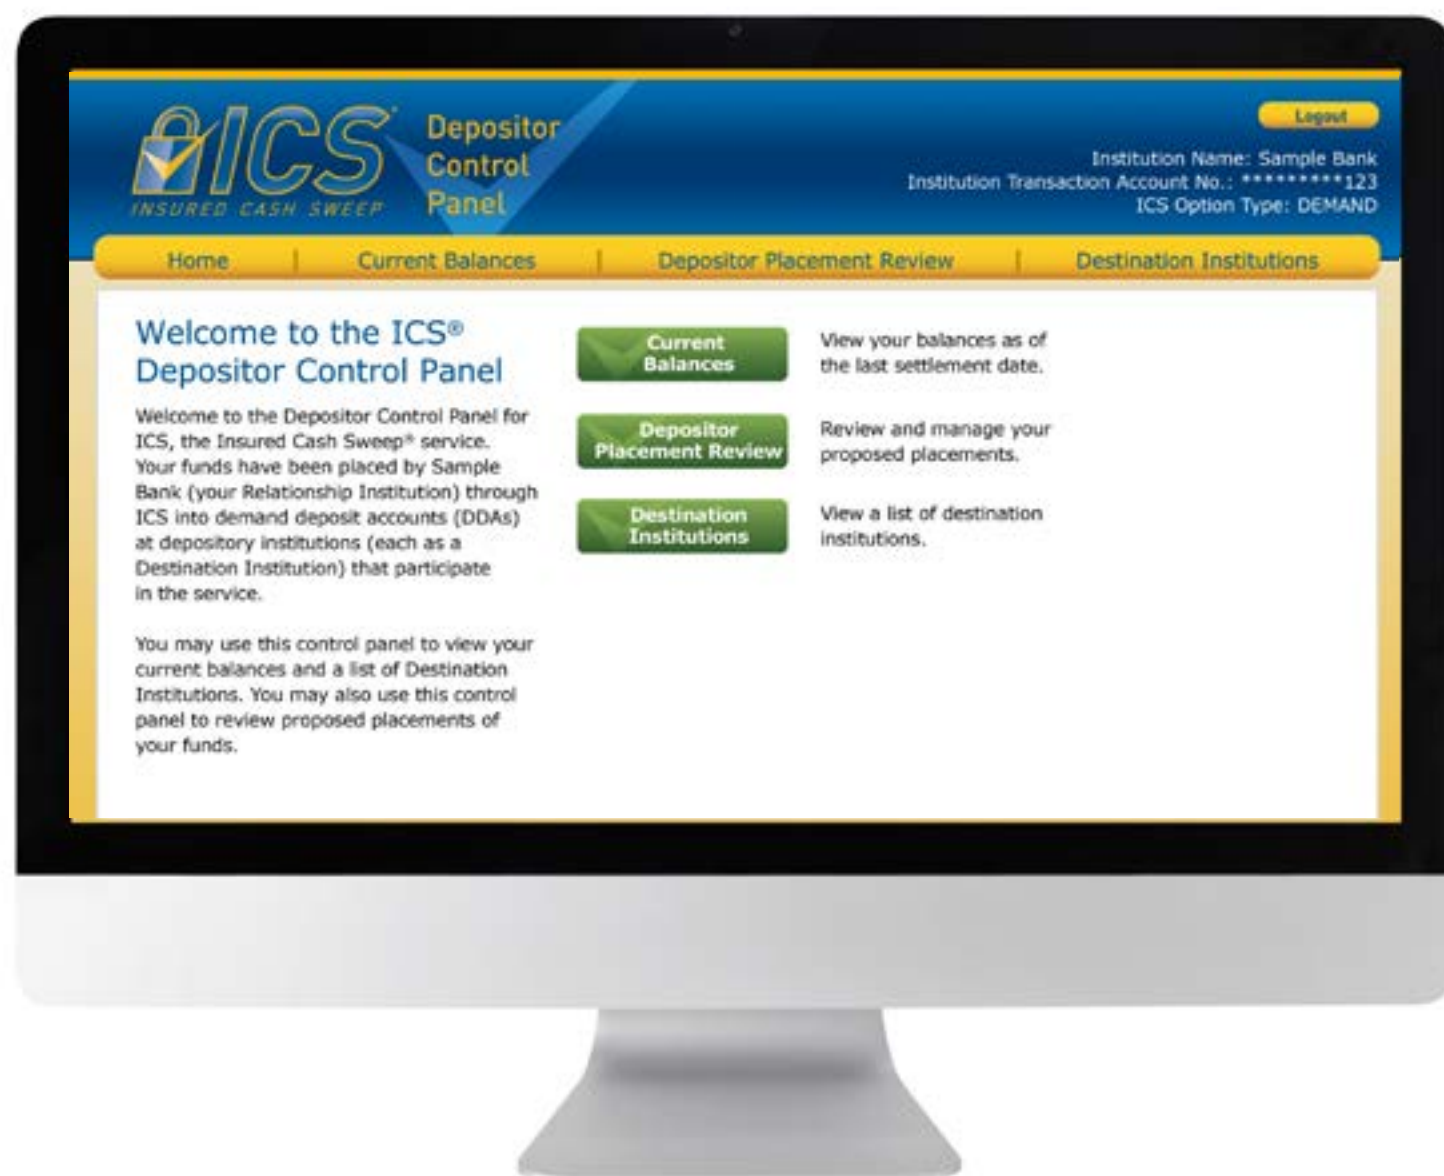 ICS®
INSURED CASH SWEEP
Depositor
Control
Panel
Logout
Institution Name: Sample Bank
Institution Transaction Account No.: *********123
ICS Option Type: DEMAND
Home | Current Balances | Depositor Placement Review | Destination Institutions
Welcome to the ICS®
Depositor Control Panel
Welcome to the Depositor Control Panel for
ICS, the Insured Cash Sweep® service.
Your funds have been placed by Sample
Bank (your Relationship Institution) through
ICS into demand deposit accounts (DDAs)
at depository institutions (each as a
Destination Institution) that participate
in the service.
You may use this control panel to view your
current balances and a list of Destination
Institutions. You may also use this control
panel to review proposed placements of
your funds.
Current
Balances
View your balances as of
the last settlement date.
Depositor
Placement Review
Review and manage your
proposed placements.
Destination
Institutions
View a list of destination
institutions.